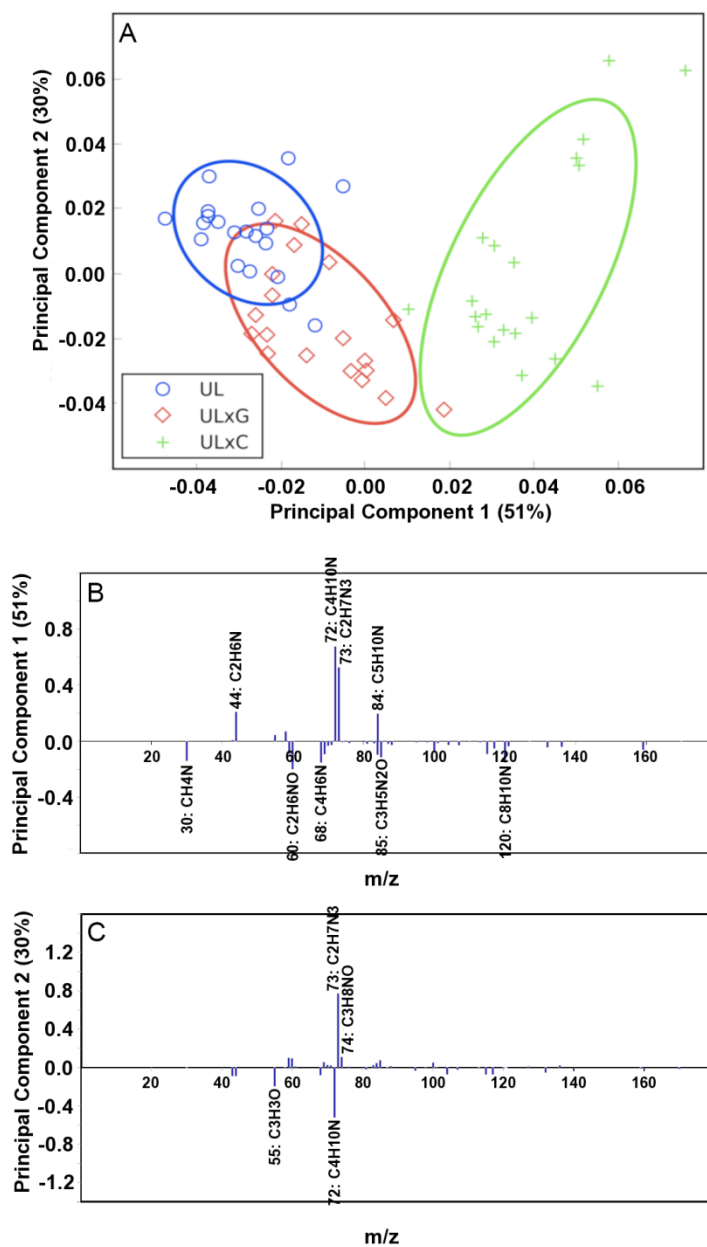 A
Principal Component 2 (30%)
0.06
0.04
0.02
0.00
-0.02
-0.04
UL
ULxG
ULxC
-0.04 -0.02 0.00 0.02 0.04 0.06
Principal Component 1 (51%)
B
Principal Component 1 (51%)
0.8
0.4
0.0
-0.4
44: C2H6N
72: C4H10N
73: C2H7N3
84: C5H10N
20 40 60 80 100 120 140 160
30: CH4N
60: C2H6NO
68: C4H6N
85: C3H5N2O
120: C8H10N
m/z
C
Principal Component 2 (30%)
1.2
0.8
0.4
0.0
-0.4
-0.8
-1.2
73: C2H7N3
74: C3H8NO
20 40 60 80 100 120 140 160
55: C3H3O
72: C4H10N
m/z